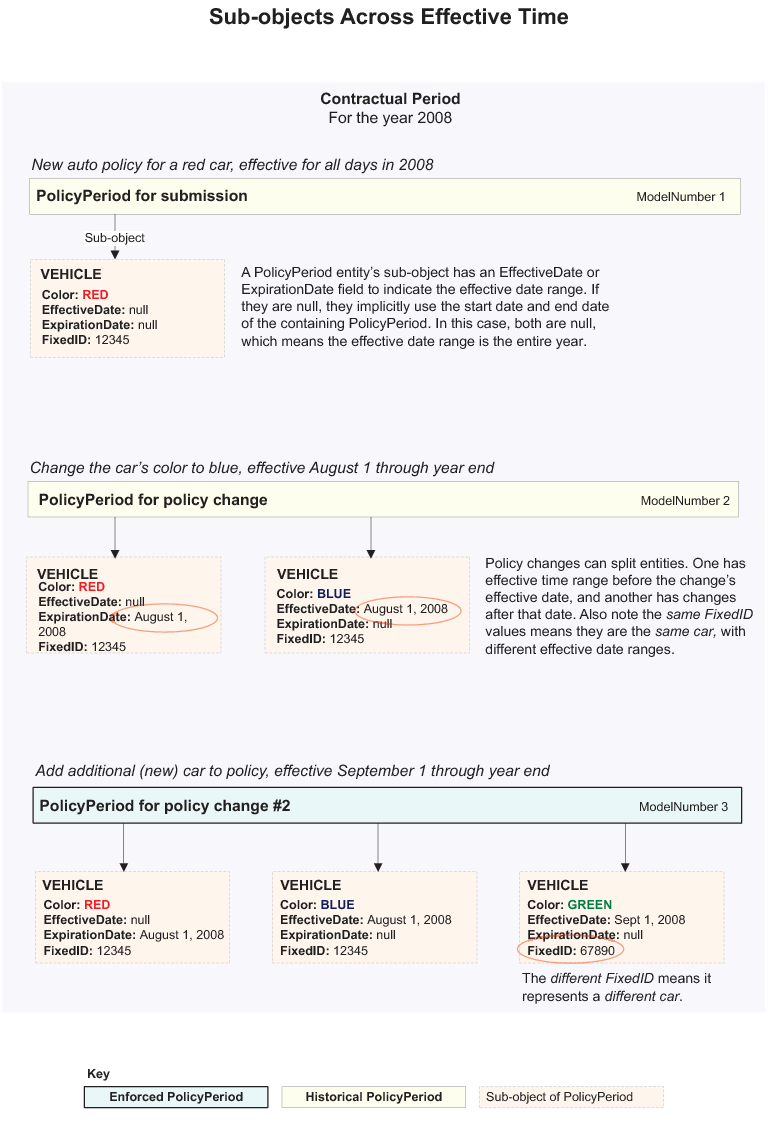 Sub-objects Across Effective Time
Contractual Period
For the year 2008
New auto policy for a red car, effective for all days in 2008
PolicyPeriod for submission
ModelNumber 1
Sub-object
VEHICLE
Color: RED
EffectiveDate: null
ExpirationDate: null
FixedID: 12345
A PolicyPeriod entity's sub-object has an EffectiveDate or
ExpirationDate field to indicate the effective date range. If
they are null, they implicitly use the start date and end date
of the containing PolicyPeriod. In this case, both are null,
which means the effective date range is the entire year.
Change the car's color to blue, effective August 1 through year end
PolicyPeriod for policy change
ModelNumber 2
VEHICLE
Color: RED
EffectiveDate: null
ExpirationDate: August 1,
2008
FixedID: 12345
VEHICLE
Color: BLUE
EffectiveDate: August 1, 2008
ExpirationDate: null
FixedID: 12345
Policy changes can split entities. One has
effective time range before the change's
effective date, and another has changes
after that date. Also note the same FixedID
values means they are the same car, with
different effective date ranges.
Add additional (new) car to policy, effective September 1 through year end
PolicyPeriod for policy change #2
ModelNumber 3
VEHICLE
Color: RED
EffectiveDate: null
ExpirationDate: August 1, 2008
FixedID: 12345
VEHICLE
Color: BLUE
EffectiveDate: August 1, 2008
ExpirationDate: null
FixedID: 12345
VEHICLE
Color: GREEN
EffectiveDate: Sept 1, 2008
ExpirationDate: null
FixedID: 67890
The different FixedID means it
represents a different car.
Key
Enforced PolicyPeriod
Historical PolicyPeriod
Sub-object of PolicyPeriod